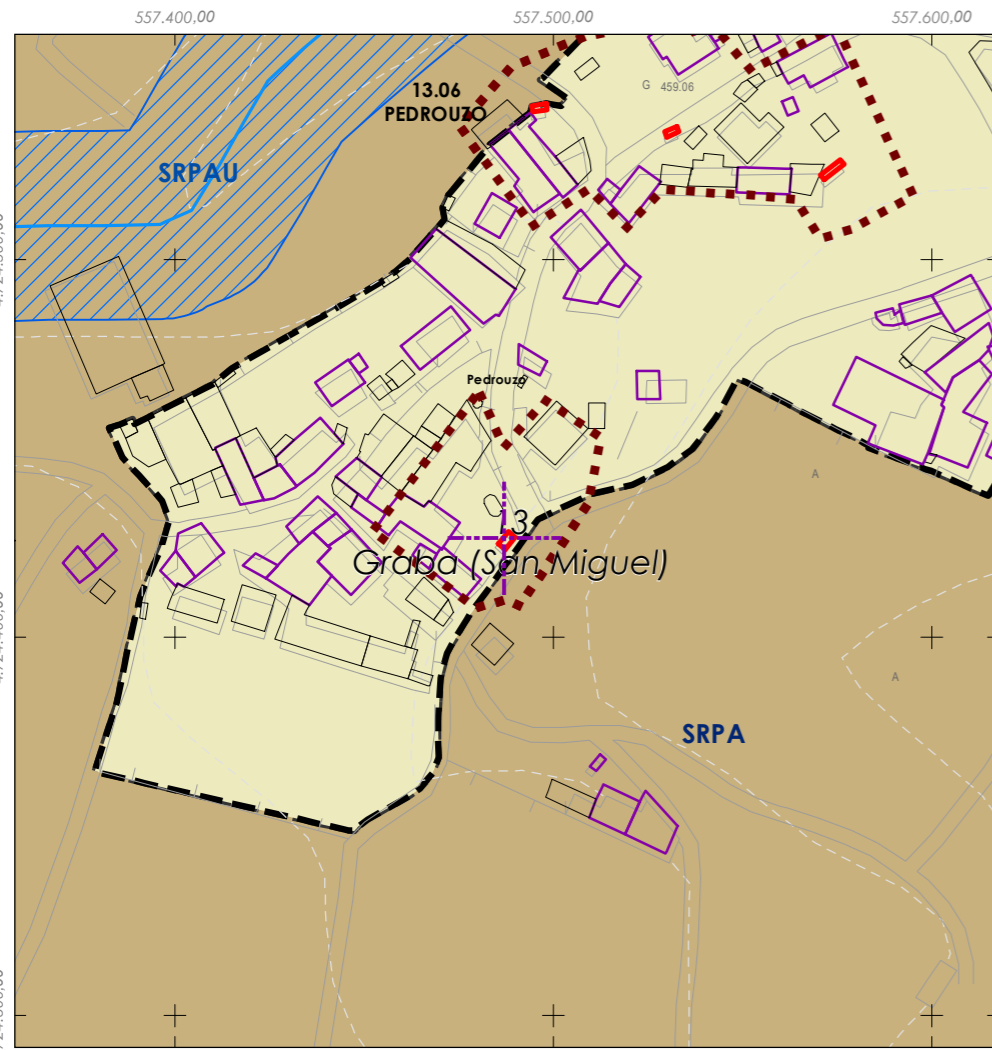 557.400,00
557.500,00
557.600,00
13.06
PEDROUZO
G 459.06
SRPAU
Pedrouzo
A
13
Graba (San Miguel)
A
SRPA